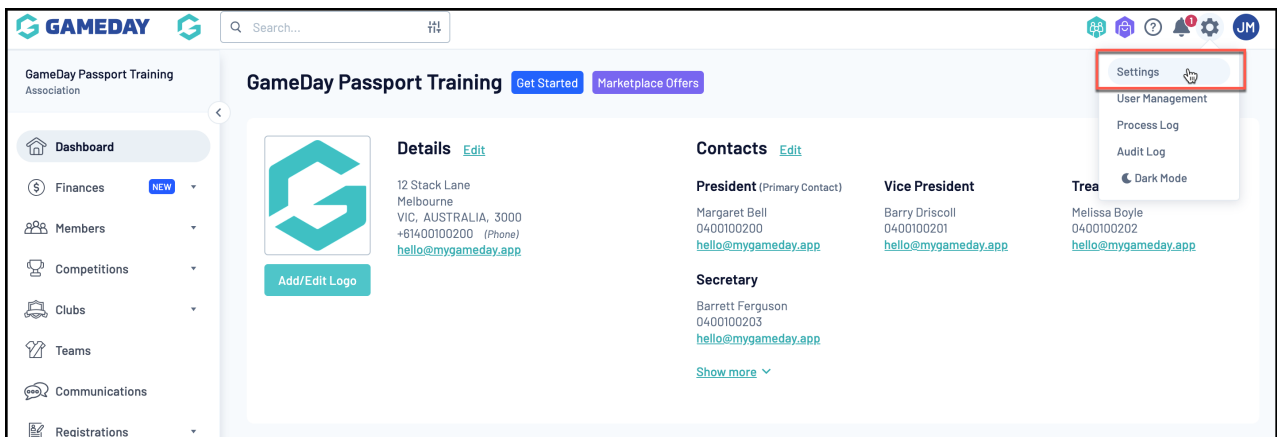 GAMEDAY
Search...
1
JM
GameDay Passport Training
Association
Dashboard
Finances NEW
Members
Competitions
Clubs
Teams
Communications
Registrations
GameDay Passport Training Get Started Marketplace Offers
Add/Edit Logo
Details Edit
12 Stack Lane
Melbourne
VIC, AUSTRALIA, 3000
+61400100200 (Phone)
hello@mygameday.app
Contacts Edit
President (Primary Contact)
Margaret Bell
0400100200
hello@mygameday.app
Vice President
Barry Driscoll
0400100201
hello@mygameday.app
Trea
Melissa Boyle
0400100202
hello@mygameday.app
Secretary
Barrett Ferguson
0400100203
hello@mygameday.app
Show more
Settings
User Management
Process Log
Audit Log
Dark Mode